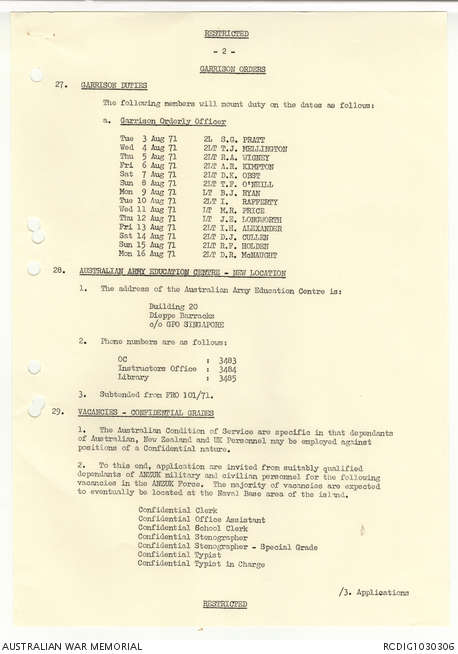 RESTRICTED
- 2 -
GARRISON ORDERS
27. GARRISON DUTIES
The following members will mount duty on the dates as follows:
a. Garrison Orderly Officer
Tue 3 Aug 71 2L S.G. PRATT
Wed 4 Aug 71 2LT T.J. MELLINGTON
Thu 5 Aug 71 2LT R.A. WIGNEY
Fri 6 Aug 71 2LT A.R. KIMPTON
Sat 7 Aug 71 2LT D.K. OBST
Sun 8 Aug 71 2LT T.F. O'NEILL
Mon 9 Aug 71 LT B.J. RYAN
Tue 10 Aug 71 2LT I. RAFFERTY
Wed 11 Aug 71 LT M.R. PRICE
Thu 12 Aug 71 LT J.E. LONGWORTH
Fri 13 Aug 71 2LT I.H. ALEXANDER
Sat 14 Aug 71 2LT D.J. CULLEN
Sun 15 Aug 71 2LT R.F. HOLDEN
Mon 16 Aug 71 2LT D.R. McNAUGHT
28. AUSTRALIAN ARMY EDUCATION CENTRE - NEW LOCATION
1. The address of the Australian Army Education Centre is:
Building 20
Dieppe Barracks
c/o GPO SINGAPORE
2. Phone numbers are as follows:
OC : 3483
Instructors Office : 3484
Library : 3485
3. Subtended from FRO 101/71.
29. VACANCIES - CONFIDENTIAL GRADES
1. The Australian Condition of Service are specific in that dependants
of Australian, New Zealand and UK Personnel may be employed against
positions of a Confidential nature.
2. To this end, application are invited from suitably qualified
dependants of ANZUK military and civilian personnel for the following
vacancies in the ANZUK Force. The majority of vacancies are expected
to eventually be located at the Naval Base area of the island.
Confidential Clerk
Confidential Office Assistant
Confidential School Clerk
Confidential Stenographer
Confidential Stenographer - Special Grade
Confidential Typist
Confidential Typist in Charge
/3. Applications
RESTRICTED
AUSTRALIAN WAR MEMORIAL
RCDIG1030306